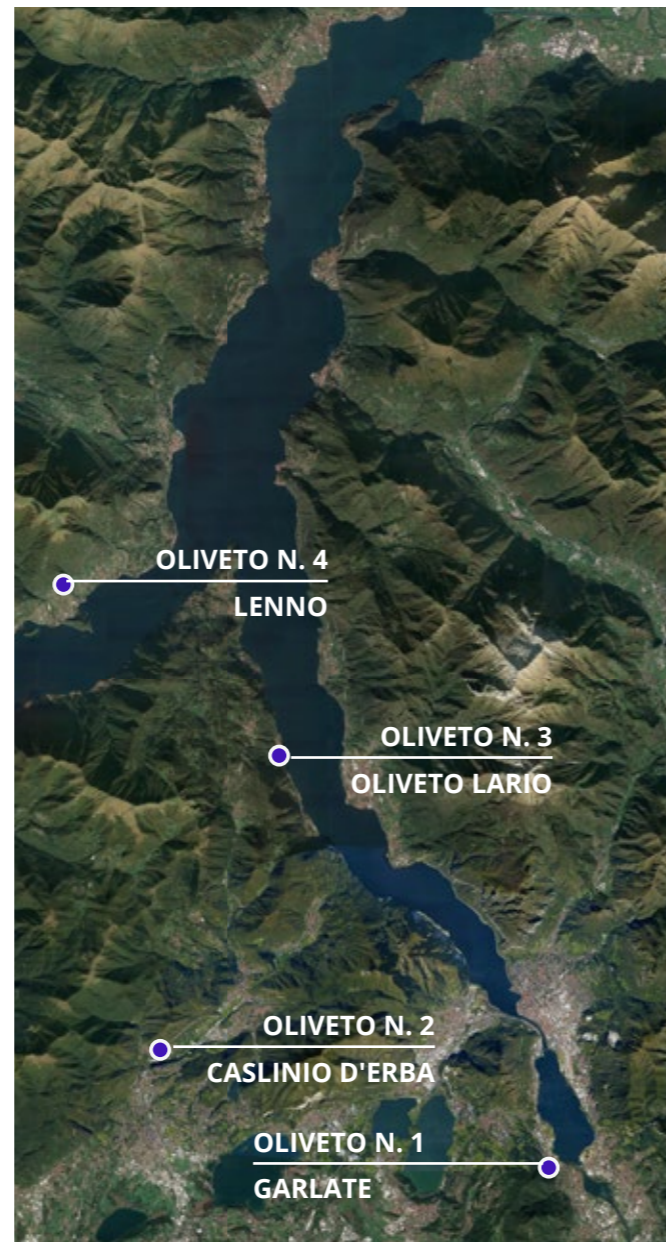 OLIVETO N. 4
LENNO
OLIVETO N. 3
OLIVETO LARIO
OLIVETO N. 2
CASLINIO D'ERBA
OLIVETO N. 1
GARLATE